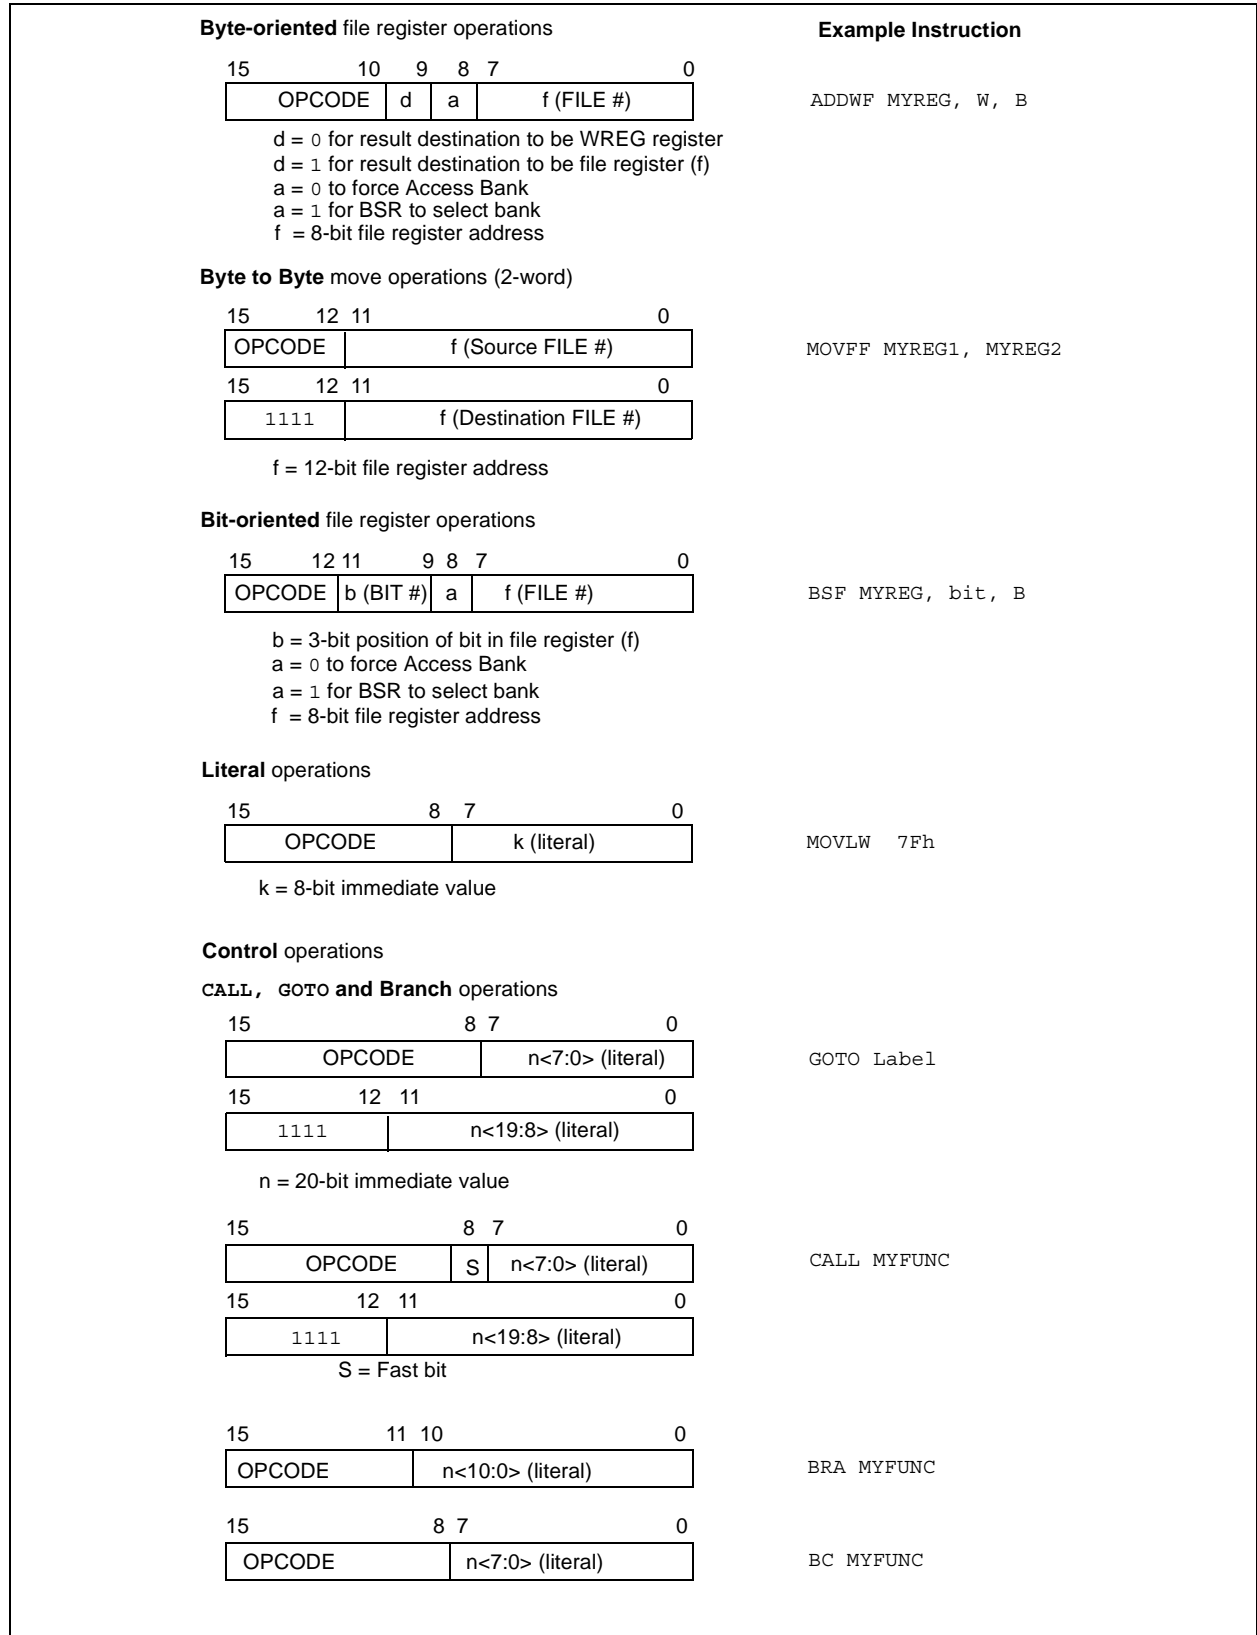 Byte-oriented file register operations
Example Instruction
15 10 9 8 7 0
OPCODE d a f (FILE #)
ADDWF MYREG, W, B
d = 0 for result destination to be WREG register
d = 1 for result destination to be file register (f)
a = 0 to force Access Bank
a = 1 for BSR to select bank
f = 8-bit file register address
Byte to Byte move operations (2-word)
15 12 11 0
OPCODE f (Source FILE #)
MOVFF MYREG1, MYREG2
15 12 11 0
1111 f (Destination FILE #)
f = 12-bit file register address
Bit-oriented file register operations
15 12 11 9 8 7 0
OPCODE b (BIT #) a f (FILE #)
BSF MYREG, bit, B
b = 3-bit position of bit in file register (f)
a = 0 to force Access Bank
a = 1 for BSR to select bank
f = 8-bit file register address
Literal operations
15 8 7 0
OPCODE k (literal)
MOVLW 7Fh
k = 8-bit immediate value
Control operations
CALL, GOTO and Branch operations
15 8 7 0
OPCODE n<7:0> (literal)
GOTO Label
15 12 11 0
1111 n<19:8> (literal)
n = 20-bit immediate value
15 8 7 0
OPCODE S n<7:0> (literal)
CALL MYFUNC
15 12 11 0
1111 n<19:8> (literal)
S = Fast bit
15 11 10 0
OPCODE n<10:0> (literal)
BRA MYFUNC
15 8 7 0
OPCODE n<7:0> (literal)
BC MYFUNC